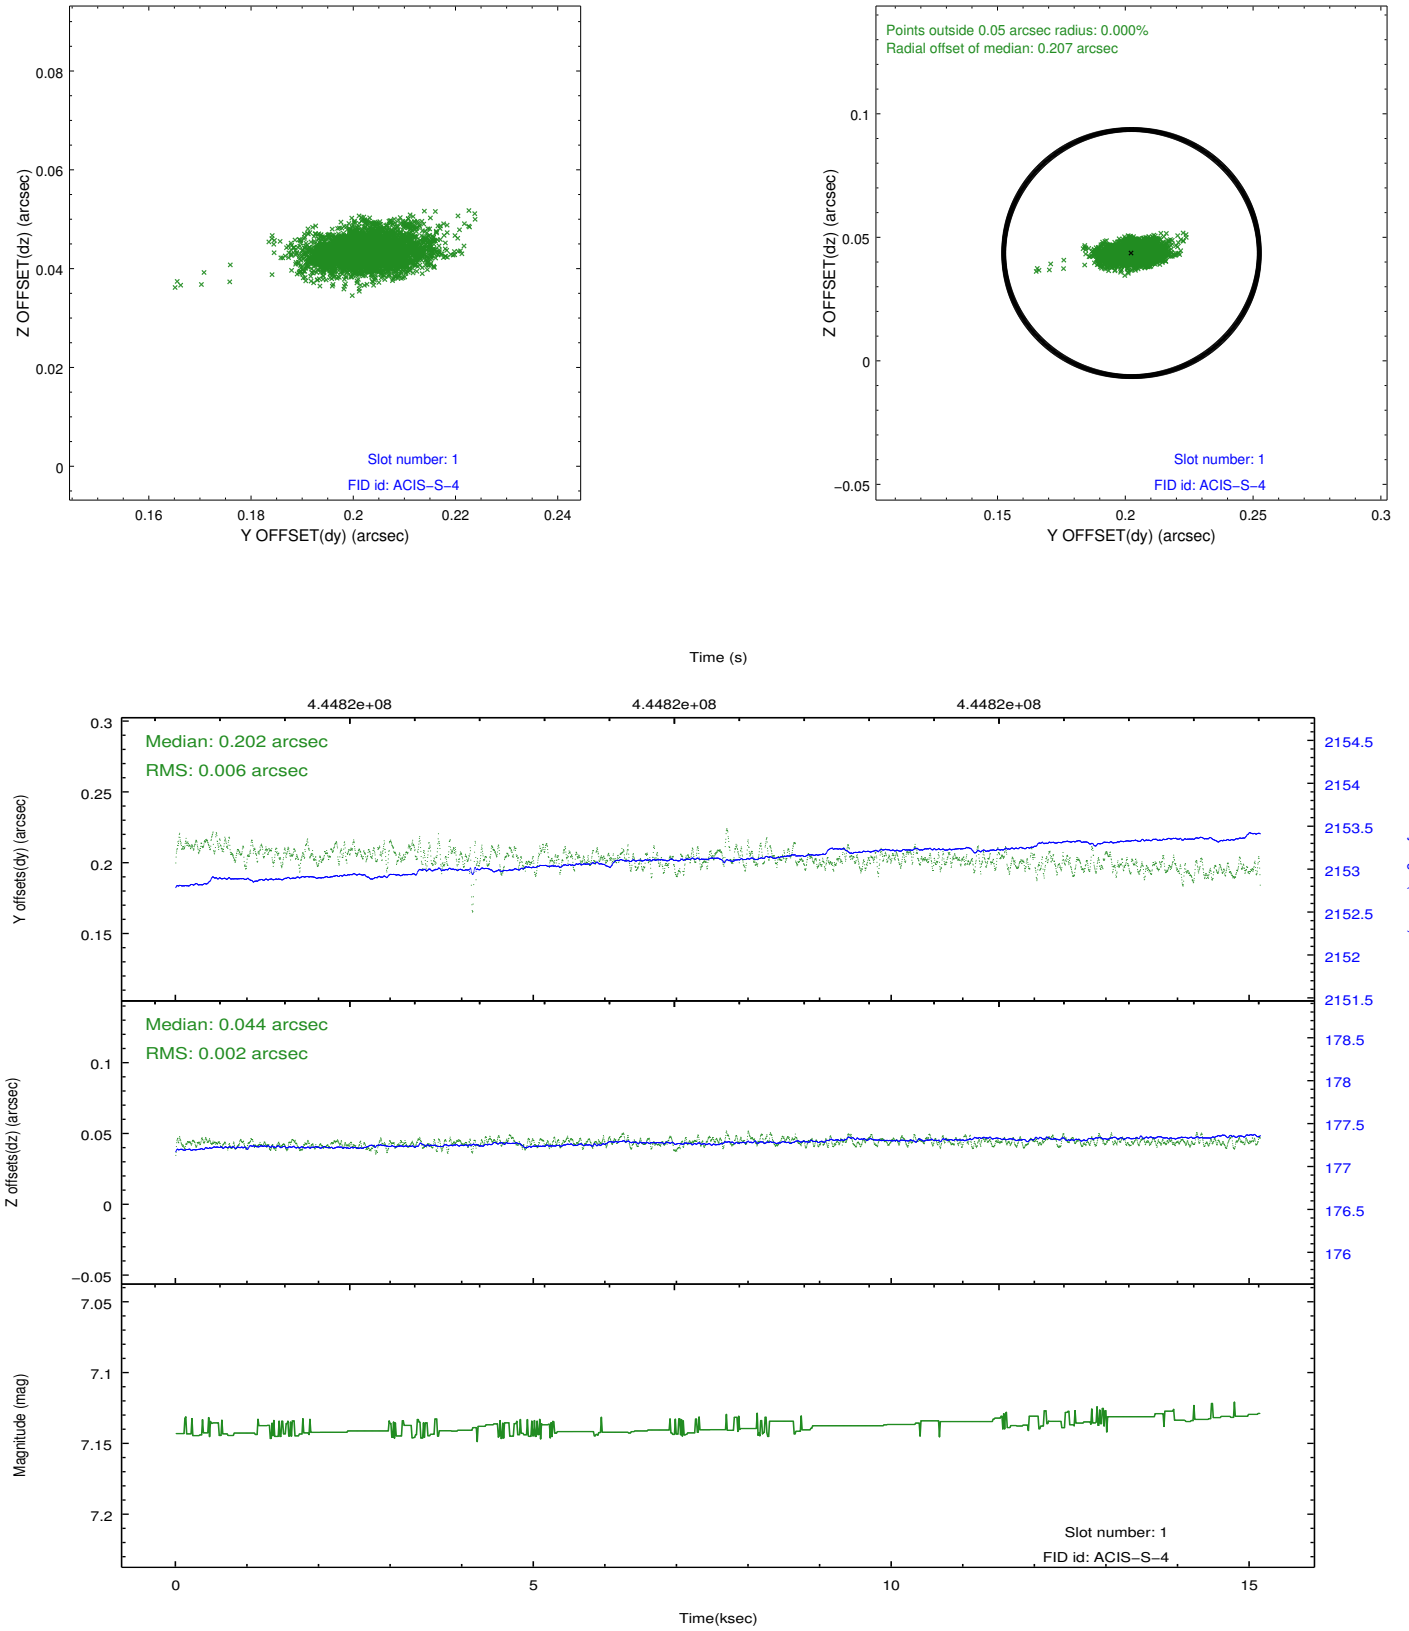 0.08
0.06
0.04
0.02
0
Z OFFSET(dz) (arcsec)
Slot number: 1
FID id: ACIS−S−4
0.16 0.18 0.2 0.22 0.24
Y OFFSET(dy) (arcsec)
Points outside 0.05 arcsec radius: 0.000%
Radial offset of median: 0.207 arcsec
0.1
0.05
0
−0.05
Z OFFSET(dz) (arcsec)
Slot number: 1
FID id: ACIS−S−4
0.15 0.2 0.25 0.3
Y OFFSET(dy) (arcsec)
Time (s)
4.4482e+08 4.4482e+08 4.4482e+08
Median: 0.202 arcsec
RMS: 0.006 arcsec
0.3
0.25
0.2
0.15
Y offsets(dy) (arcsec)
2154.5
2154
2153.5
2153
2152.5
2152
2151.5
Median: 0.044 arcsec
RMS: 0.002 arcsec
0.1
0.05
0
−0.05
Z offsets(dz) (arcsec)
178.5
178
177.5
177
176.5
176
7.05
7.1
7.15
7.2
Magnitude (mag)
Slot number: 1
FID id: ACIS−S−4
0 5 10 15
Time(ksec)